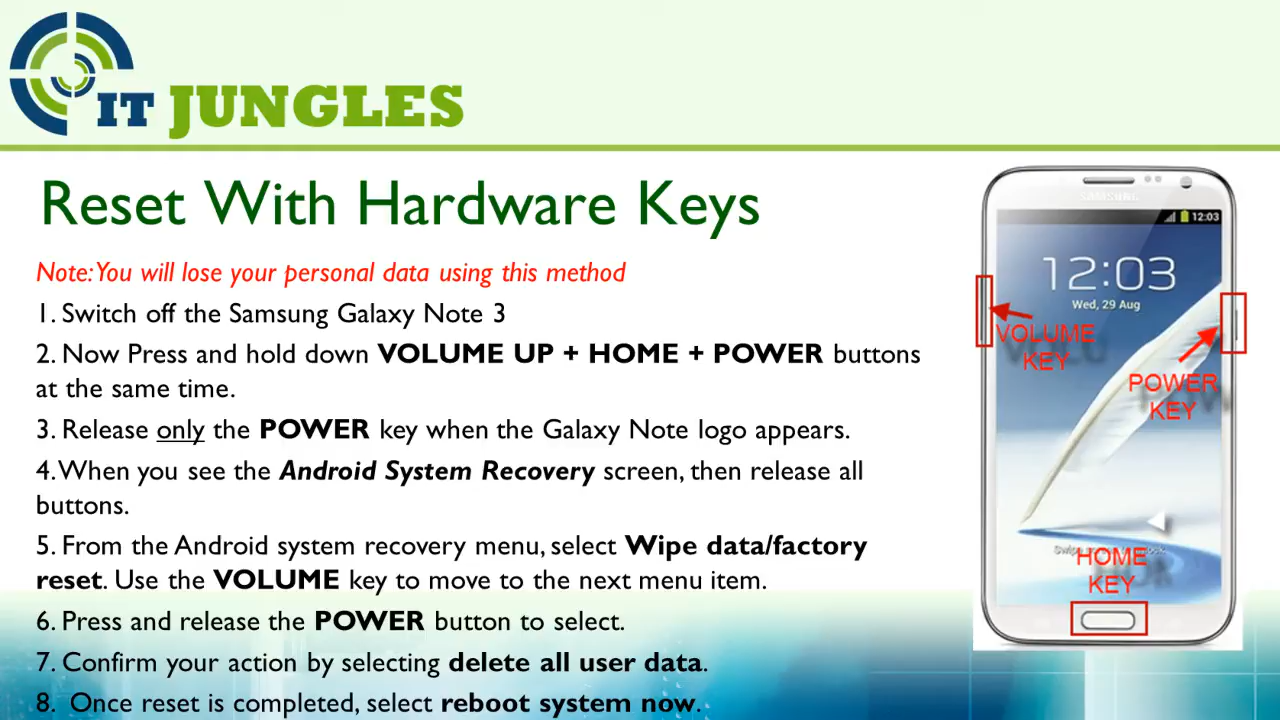 IT JUNGLES
Reset With Hardware Keys
Note: You will lose your personal data using this method
1. Switch off the Samsung Galaxy Note 3
2. Now Press and hold down VOLUME UP + HOME + POWER buttons
at the same time.
3. Release only the POWER key when the Galaxy Note logo appears.
4. When you see the Android System Recovery screen, then release all
buttons.
5. From the Android system recovery menu, select Wipe data/factory
reset. Use the VOLUME key to move to the next menu item.
6. Press and release the POWER button to select.
7. Confirm your action by selecting delete all user data.
8. Once reset is completed, select reboot system now.
SAMSUNG
12:03
12:03
Wed, 29 Aug
VOLUME
KEY
POWER
KEY
HOME
KEY